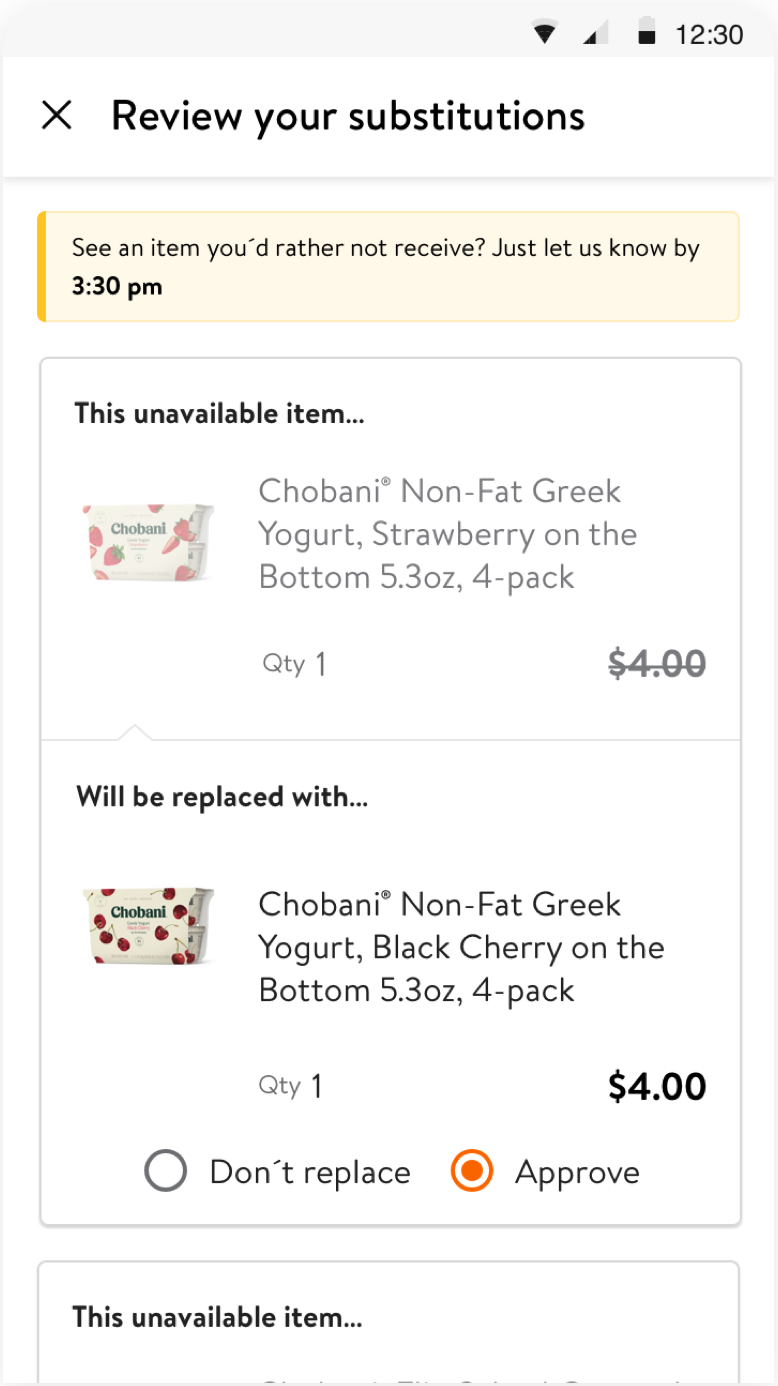 12:30
Review your substitutions
See an item you´d rather not receive? Just let us know by
3:30 pm
This unavailable item...
Chobani
Chobani® Non-Fat Greek
Yogurt, Strawberry on the
Bottom 5.3oz, 4-pack
Qty 1
$4.00
Will be replaced with...
Chobani
Chobani® Non-Fat Greek
Yogurt, Black Cherry on the
Bottom 5.3oz, 4-pack
Qty 1
$4.00
Don´t replace
Approve
This unavailable item...